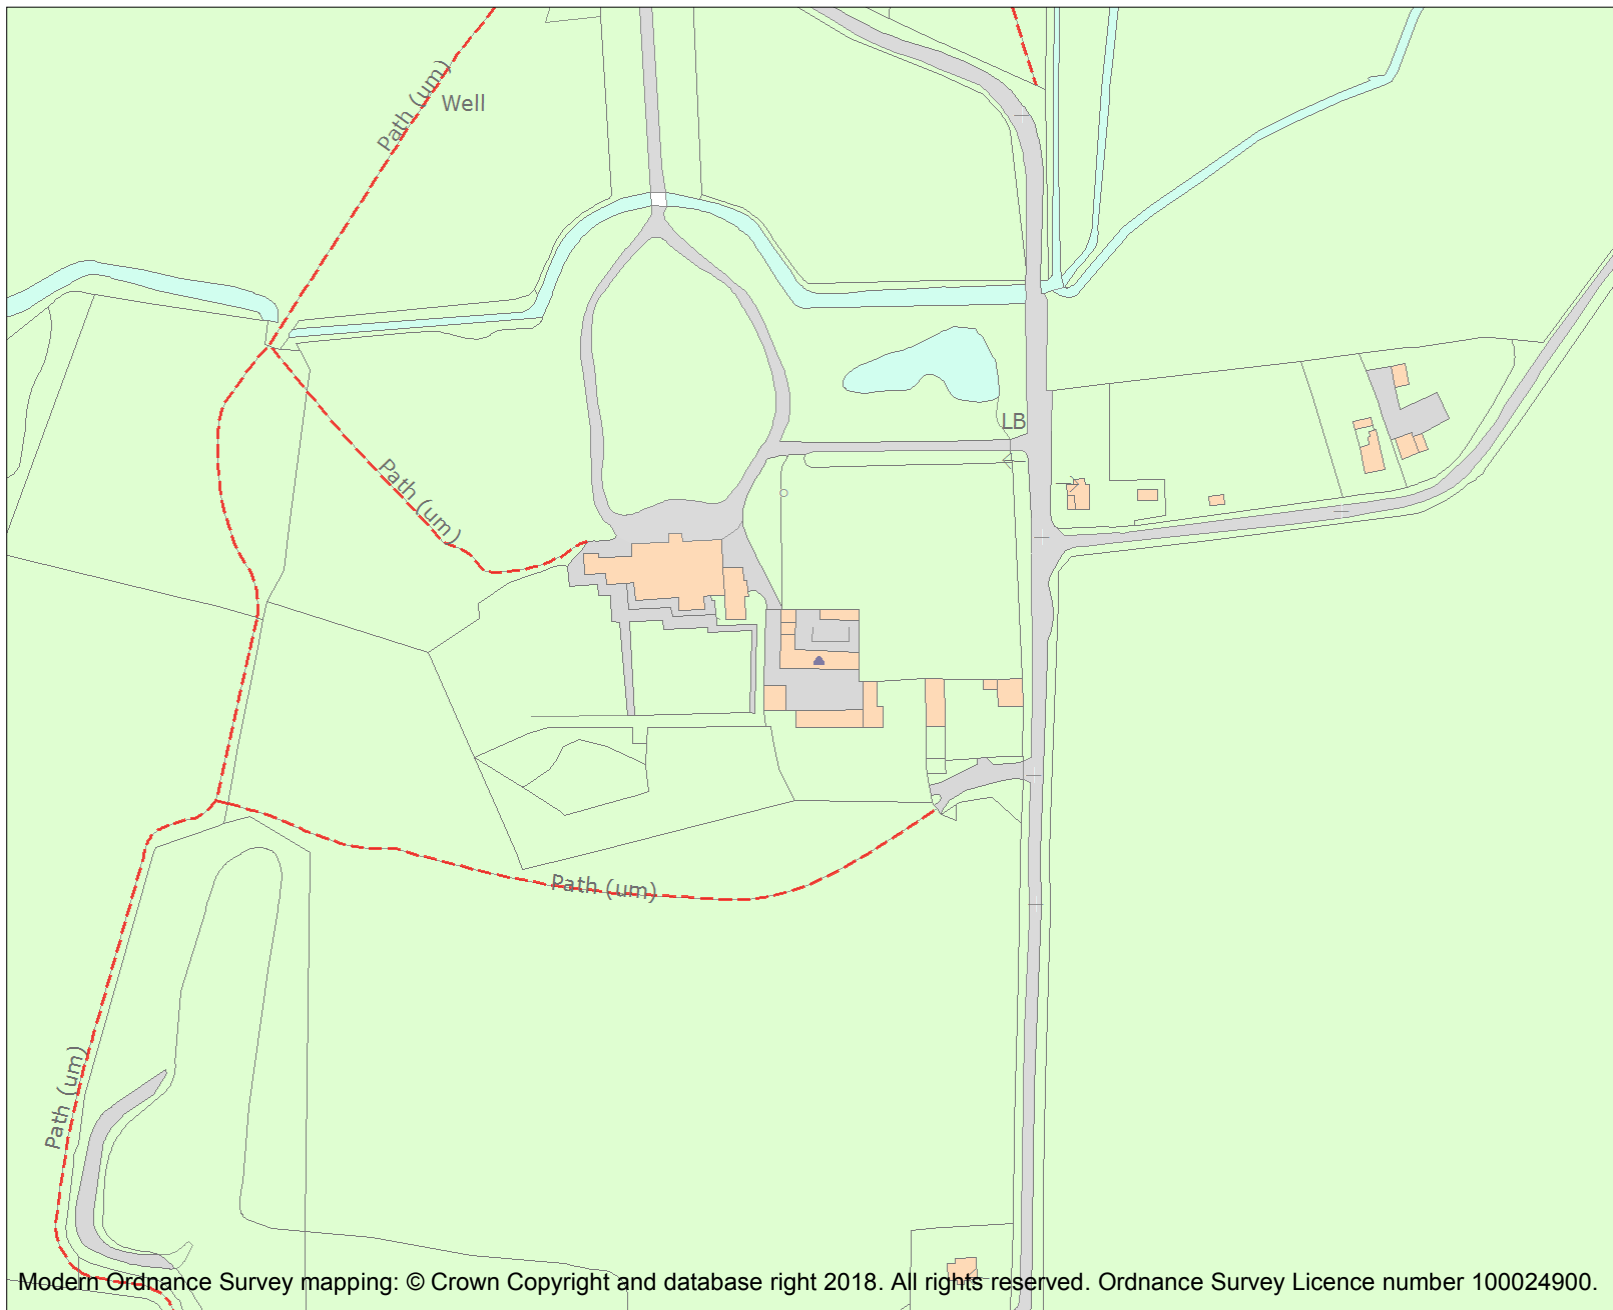 Path (um)
Well
LB
Path (um)
Path (um)
Path (um)
Modern Ordnance Survey mapping: © Crown Copyright and database right 2018. All rights reserved. Ordnance Survey Licence number 100024900.